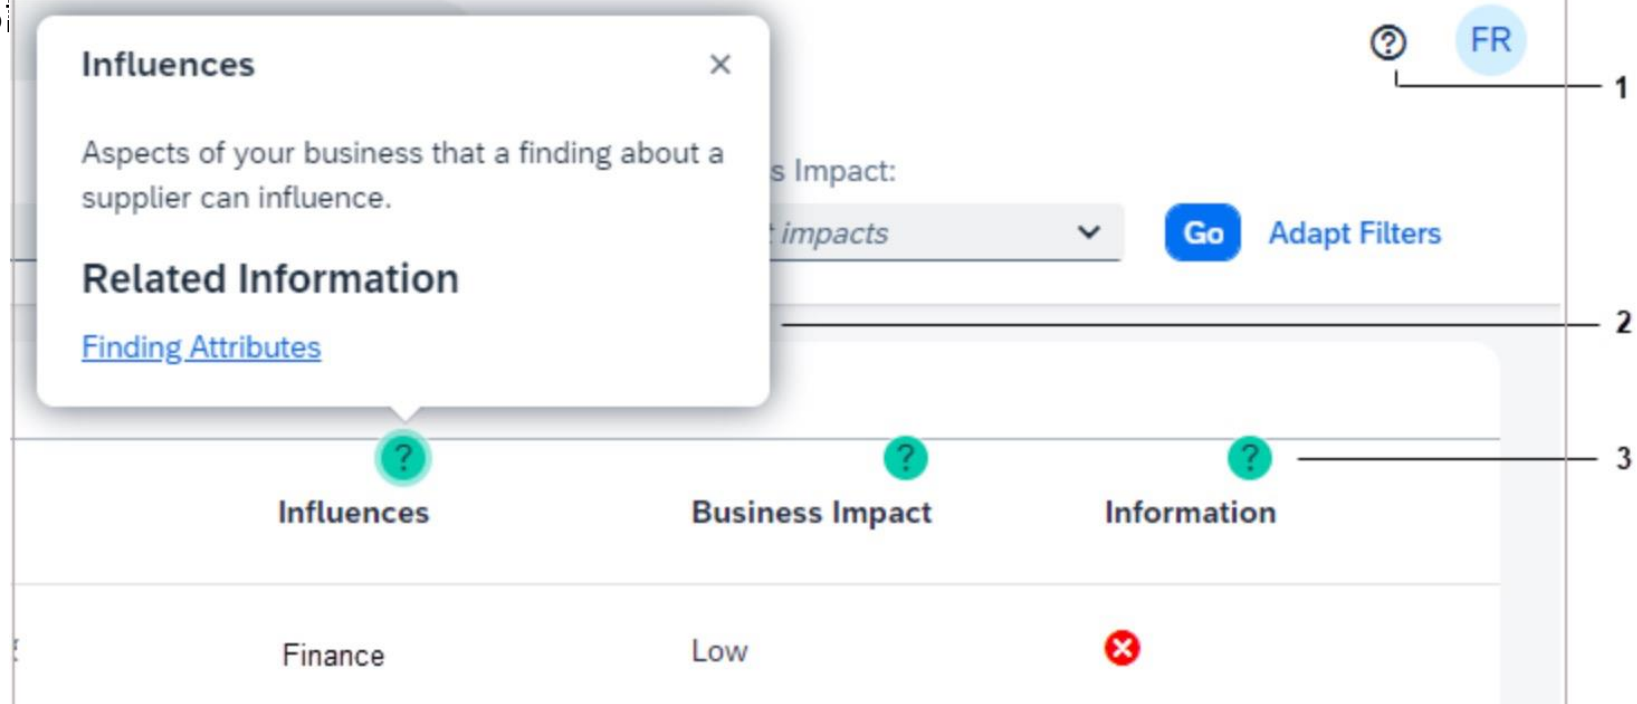 Influences
Aspects of your business that a finding about a
supplier can influence.
Related Information
Finding Attributes
FR
1
s Impact:
impacts
Go
Adapt Filters
2
?
?
?
3
Influences
Business Impact
Information
Finance
Low